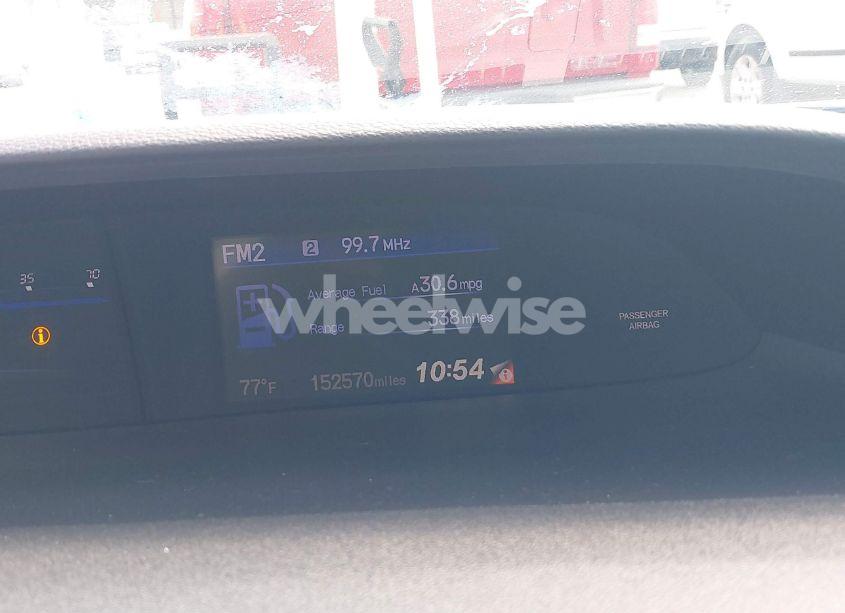 FM2 2 99.7 MHz
35 70
Average Fuel A30.6 mpg
wheelwise
Range 338 miles
PASSENGER
AIRBAG
i
77°F 152570 miles 10:54 i